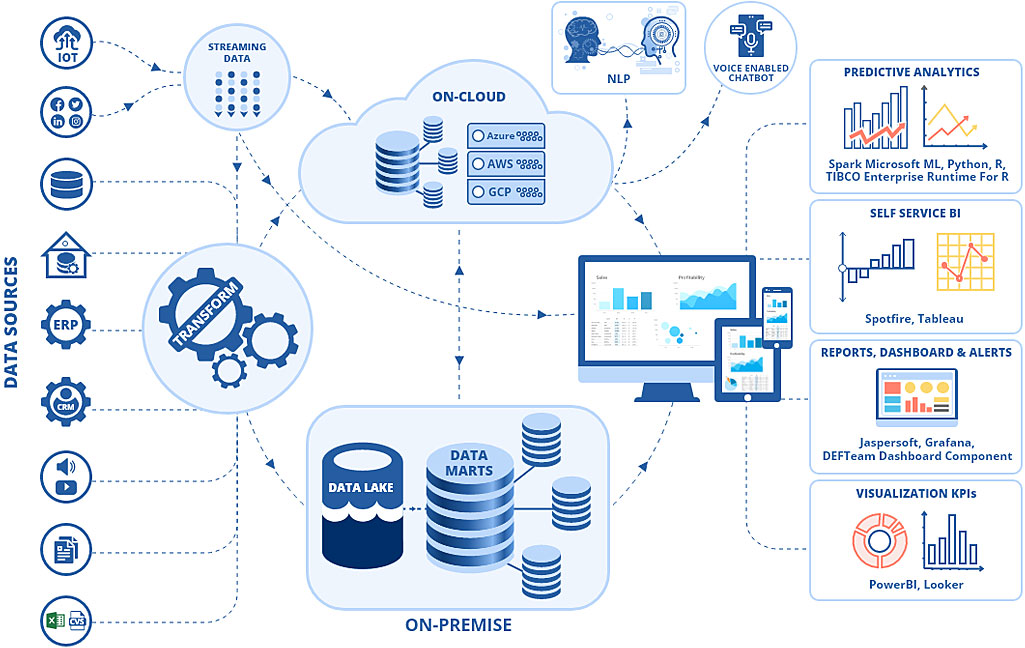 DATA SOURCES
IOT
ERP
CRM
CVS
STREAMING
DATA
TRANSFORM
ON-CLOUD
Azure
AWS
GCP
NLP
VOICE ENABLED
CHATBOT
DATA LAKE
DATA
MARTS
ON-PREMISE
Sales
Profitability
Sales
Profitability
PREDICTIVE ANALYTICS
Spark Microsoft ML, Python, R,
TIBCO Enterprise Runtime For R
SELF SERVICE BI
Spotfire, Tableau
REPORTS, DASHBOARD & ALERTS
Jaspersoft, Grafana,
DEFTeam Dashboard Component
VISUALIZATION KPIs
PowerBI, Looker